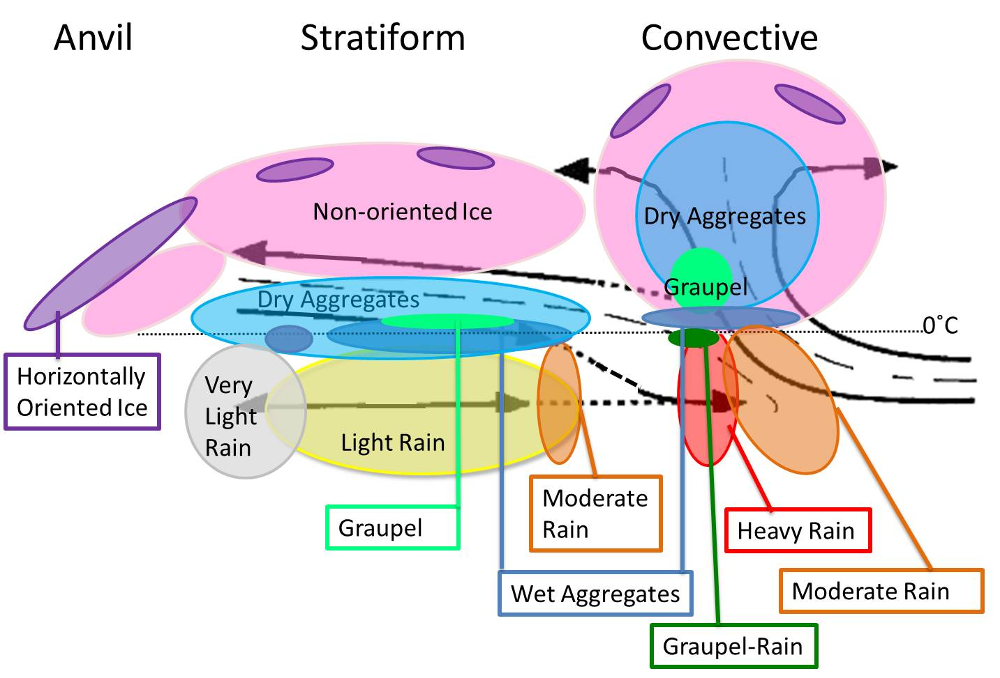 Anvil
Stratiform
Convective
Non-oriented Ice
Dry Aggregates
Graupel
Dry Aggregates
0˚C
Horizontally
Oriented Ice
Very
Light
Rain
Light Rain
Moderate
Rain
Graupel
Heavy Rain
Wet Aggregates
Moderate Rain
Graupel-Rain